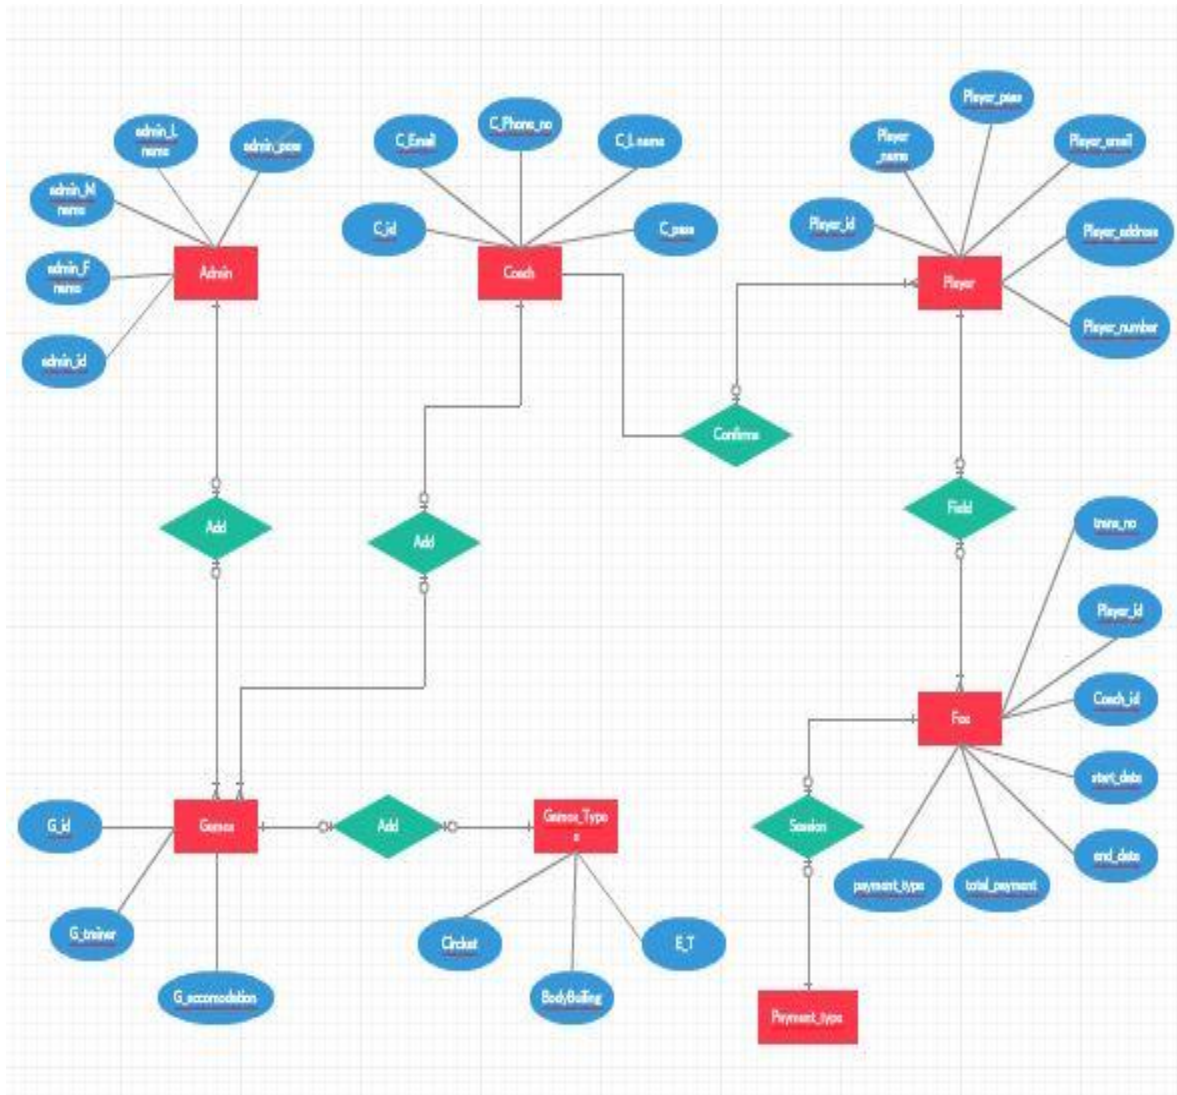 Player_pass
admin_L
name
admin_pass
C_Email
C_Phone_no
C_L name
Player
_name
Player_email
admin_M
name
C_id
C_pass
Player_id
Player_address
Admin
Coach
Player
admin_F
name
Player_number
admin_id
Confirms
Add
Add
Field
trans_no
Player_id
Coach_id
Fee
start_date
G_id
Games
Add
Games_Type
s
Session
end_date
payment_type
total_payment
G_trainer
Circket
E_T
G_accomodation
BodyBuilling
Payment_type